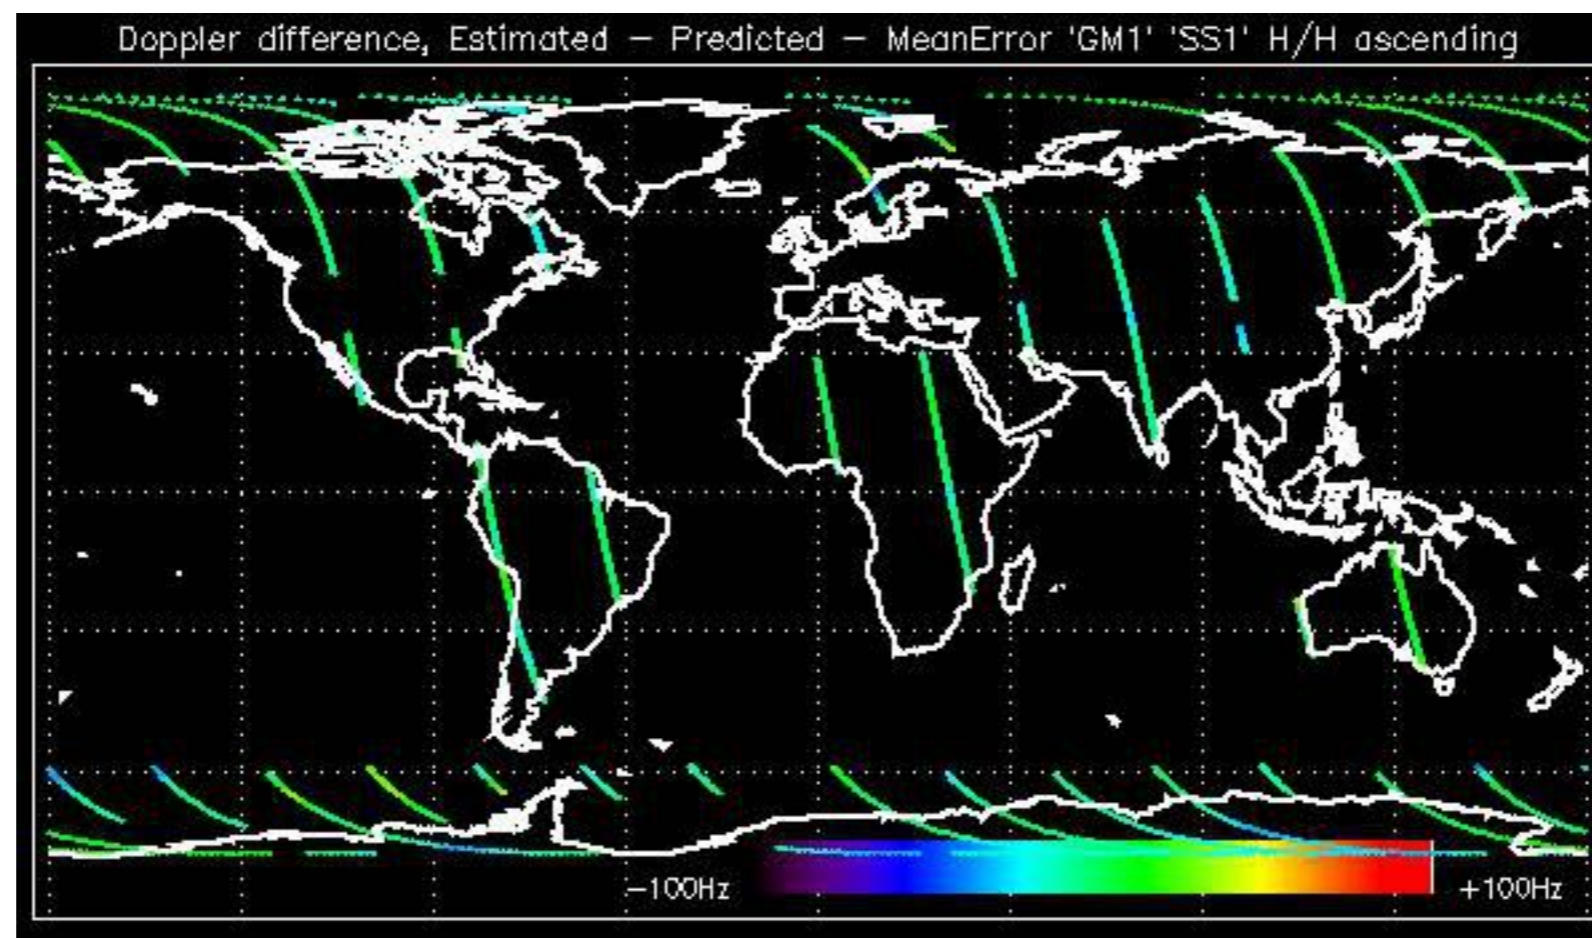 Doppler difference, Estimated — Predicted — MeanError 'GM1' 'SS1' H/H ascending
−100Hz
+100Hz